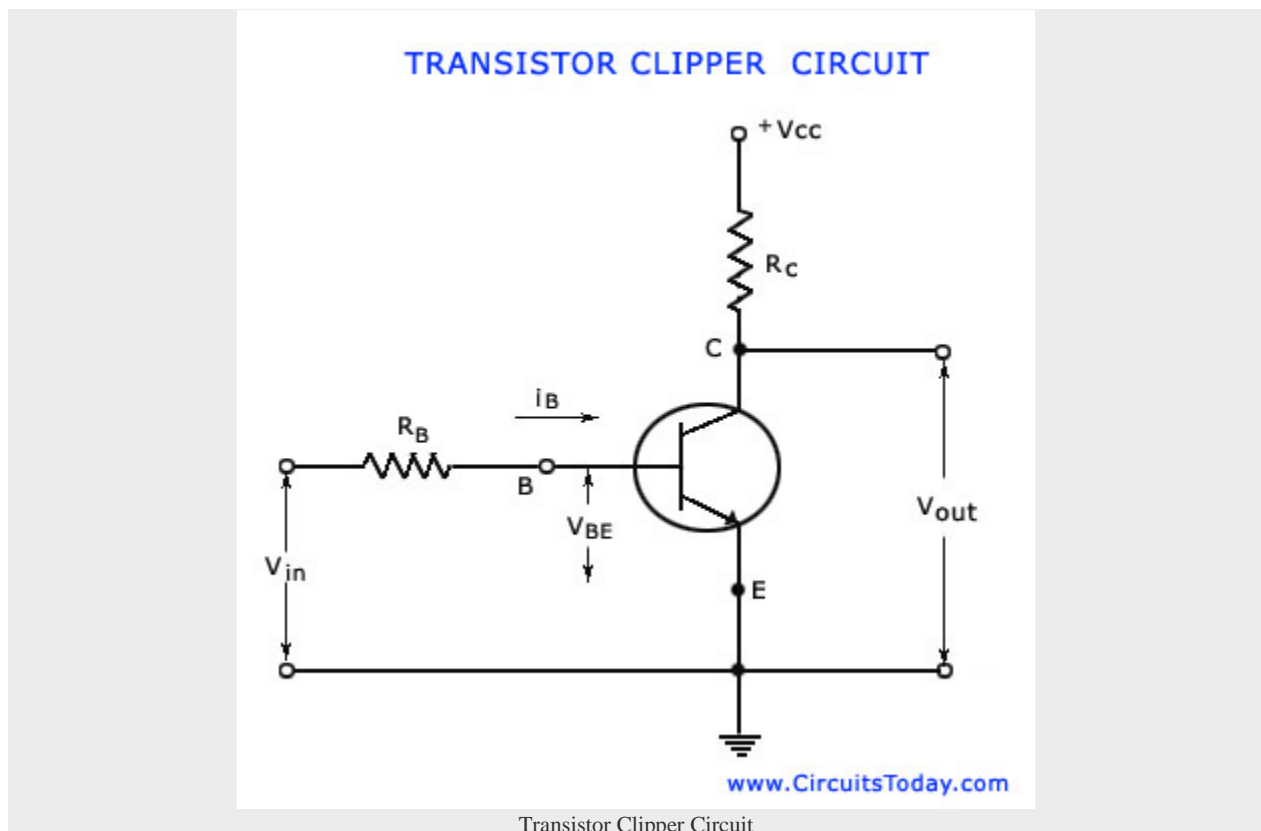 TRANSISTOR CLIPPER CIRCUIT
+Vcc
RC
C
iB
RB
B
VBE
Vout
Vin
E
www.CircuitsToday.com
Transistor Clipper Circuit